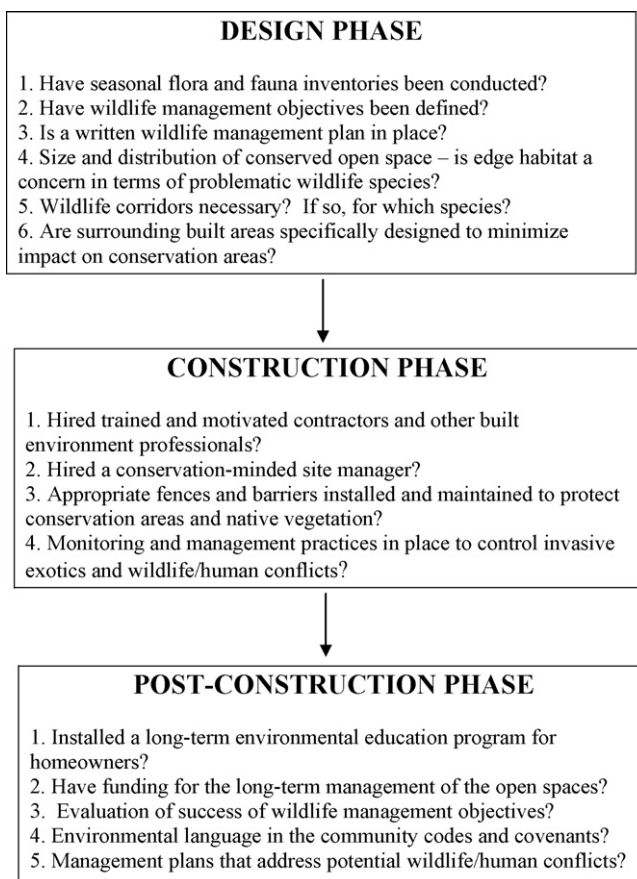 DESIGN PHASE
1. Have seasonal flora and fauna inventories been conducted?
2. Have wildlife management objectives been defined?
3. Is a written wildlife management plan in place?
4. Size and distribution of conserved open space – is edge habitat a
concern in terms of problematic wildlife species?
5. Wildlife corridors necessary?  If so, for which species?
6. Are surrounding built areas specifically designed to minimize
impact on conservation areas?
CONSTRUCTION PHASE
1. Hired trained and motivated contractors and other built
environment professionals?
2. Hired a conservation-minded site manager?
3. Appropriate fences and barriers installed and maintained to protect
conservation areas and native vegetation?
4. Monitoring and management practices in place to control invasive
exotics and wildlife/human conflicts?
POST-CONSTRUCTION PHASE
1. Installed a long-term environmental education program for
homeowners?
2. Have funding for the long-term management of the open spaces?
3.  Evaluation of success of wildlife management objectives?
4. Environmental language in the community codes and covenants?
5. Management plans that address potential wildlife/human conflicts?